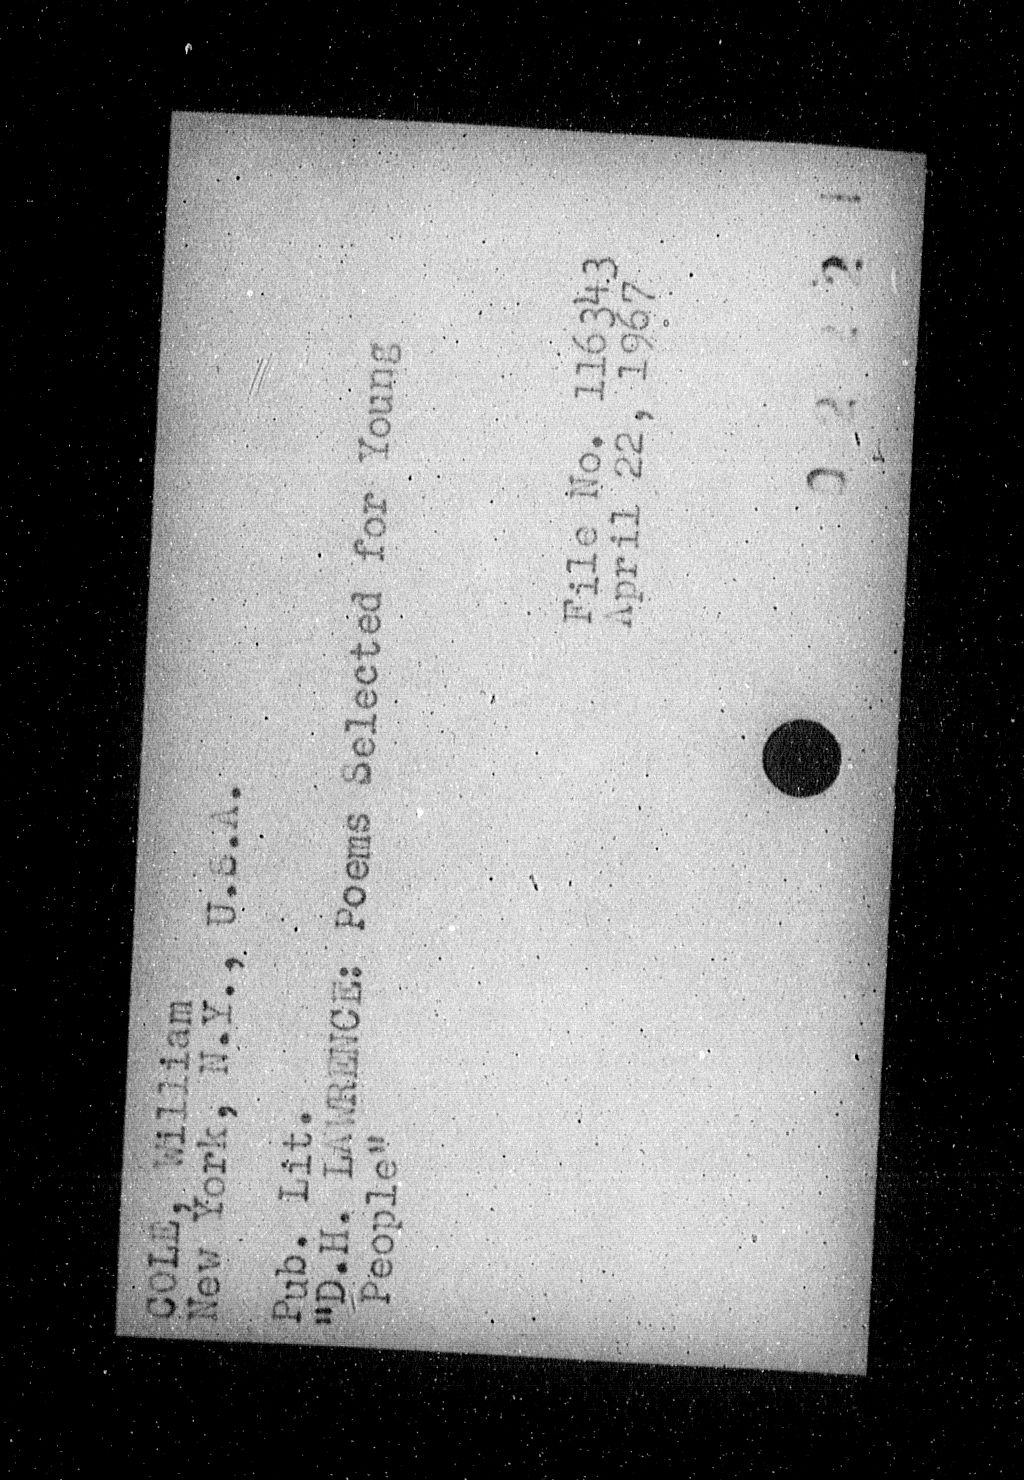 COLE, William
New York, N.Y., U.S.A.
Pub. Lit.
"D.H. LAWRENCE: Poems Selected for Young
People"
File No. 116343
April 22, 1967